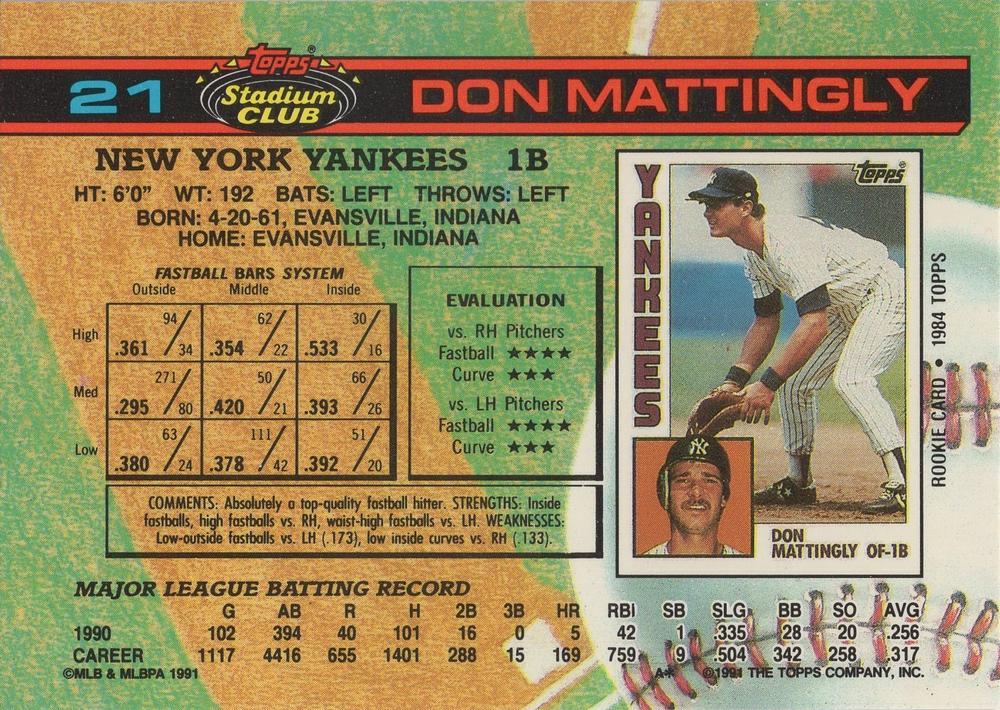 21
Topps®
Stadium
CLUB
DON MATTINGLY
NEW YORK YANKEES 1B
HT: 6'0" WT: 192 BATS: LEFT THROWS: LEFT
BORN: 4-20-61, EVANSVILLE, INDIANA
HOME: EVANSVILLE, INDIANA
FASTBALL BARS SYSTEM
Outside Middle Inside
High .361 94/34 .354 62/22 .533 30/16
Med .295 271/80 .420 50/21 .393 66/26
Low .380 63/24 .378 111/42 .392 51/20
EVALUATION
vs. RH Pitchers
Fastball ★★★★
Curve ★★★
vs. LH Pitchers
Fastball ★★★★
Curve ★★★
COMMENTS: Absolutely a top-quality fastball hitter. STRENGTHS: Inside
fastballs, high fastballs vs. RH, waist-high fastballs vs. LH. WEAKNESSES:
Low-outside fastballs vs. LH (.173), low inside curves vs. RH (.133).
YANKEES
Topps®
NY
DON
MATTINGLY OF-1B
ROOKIE CARD • 1984 TOPPS
MAJOR LEAGUE BATTING RECORD
G AB R H 2B 3B HR RBI SB SLG BB SO AVG
1990 102 394 40 101 16 0 5 42 1 .335 28 20 .256
CAREER 1117 4416 655 1401 288 15 169 759 9 .504 342 258 .317
©MLB & MLBPA 1991
A* ©1991 THE TOPPS COMPANY, INC.